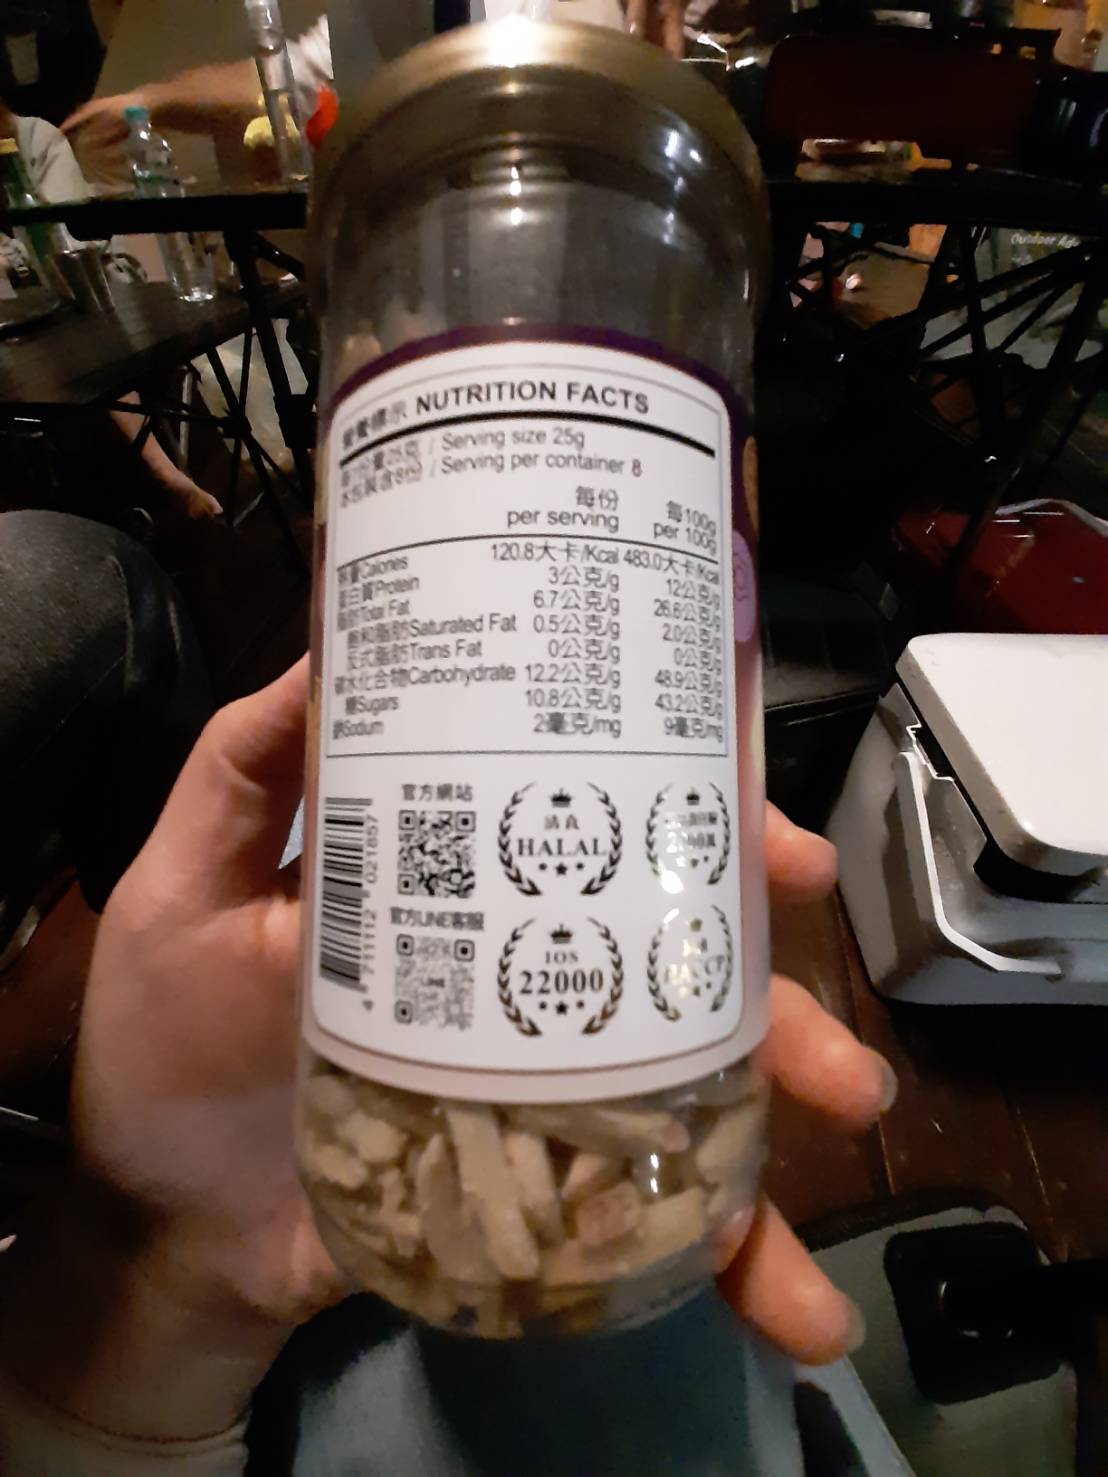 營養標示 NUTRITION FACTS
每1份量25克 / Serving size 25g
本包裝含8份 / Serving per container 8
每份 每100g
per serving per 100g
熱量Calories 120.8大卡/Kcal 483.0大卡/Kcal
蛋白質Protein 3公克/g 12公克/g
脂肪Total Fat 6.7公克/g 26.6公克/g
飽和脂肪Saturated Fat 0.5公克/g 2.0公克/g
反式脂肪Trans Fat 0公克/g 0公克/g
碳水化合物Carbohydrate 12.2公克/g 48.9公克/g
糖Sugars 10.8公克/g 43.2公克/g
鈉Sodium 2毫克/mg 9毫克/mg
官方網站
清真
HALAL
官方LINE客服
LINE
IOS
22000
4 711112 021857
Outdoor